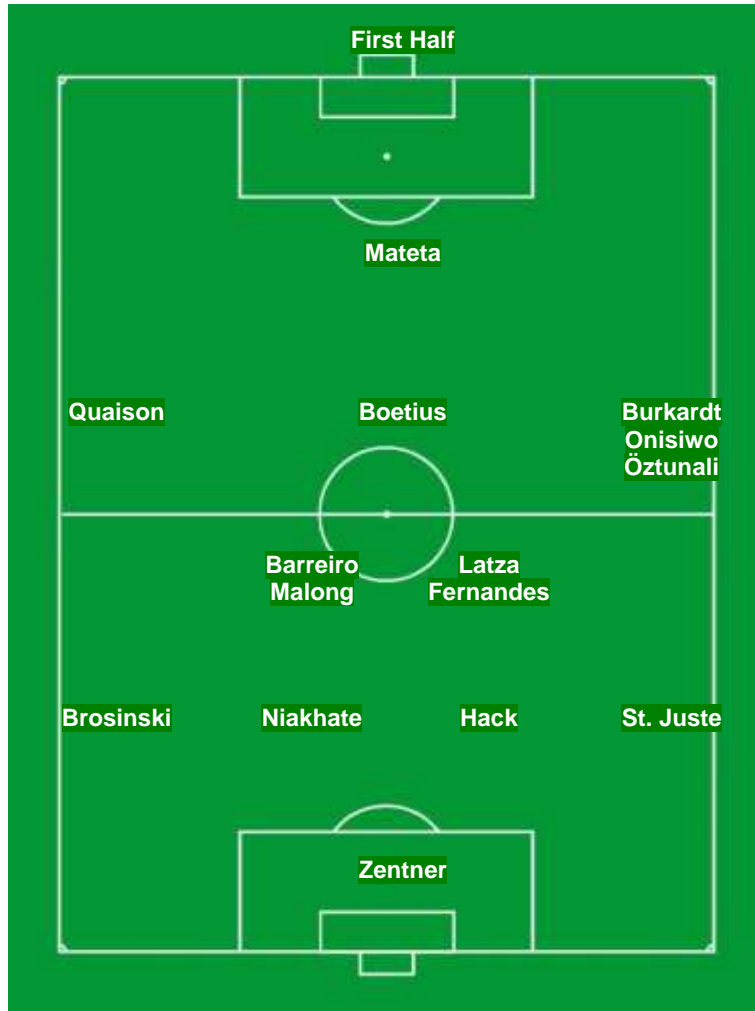 First Half
Mateta
Quaison Boetius Burkardt
Onisiwo
Öztunali
Barreiro Latza
Malong Fernandes
Brosinski Niakhate Hack St. Juste
Zentner